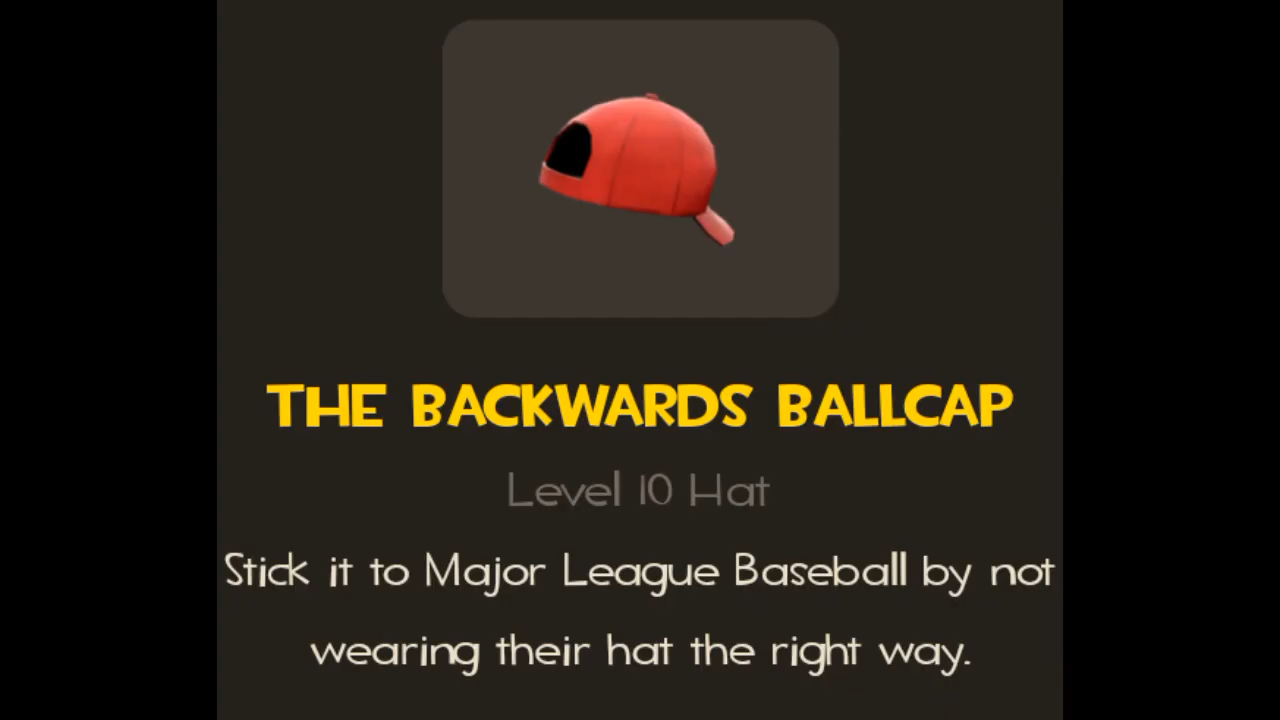 THE BACKWARDS BALLCAP
Level 10 Hat
Stick it to Major League Baseball by not
wearing their hat the right way.